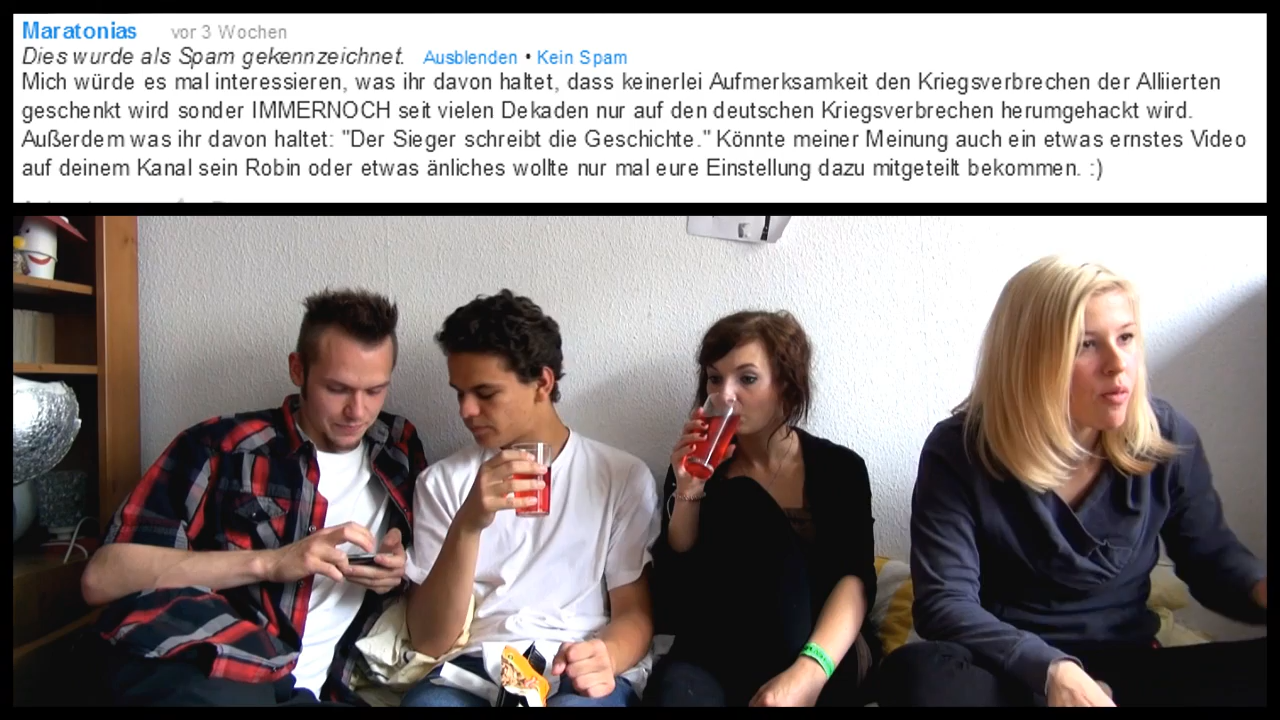 Maratonias vor 3 Wochen
Dies wurde als Spam gekennzeichnet. Ausblenden • Kein Spam
Mich würde es mal interessieren, was ihr davon haltet, dass keinerlei Aufmerksamkeit den Kriegsverbrechen der Alliierten
geschenkt wird sonder IMMERNOCH seit vielen Dekaden nur auf den deutschen Kriegsverbrechen herumgehackt wird.
Außerdem was ihr davon haltet: "Der Sieger schreibt die Geschichte." Könnte meiner Meinung auch ein etwas ernstes Video
auf deinem Kanal sein Robin oder etwas änliches wollte nur mal eure Einstellung dazu mitgeteilt bekommen. :)